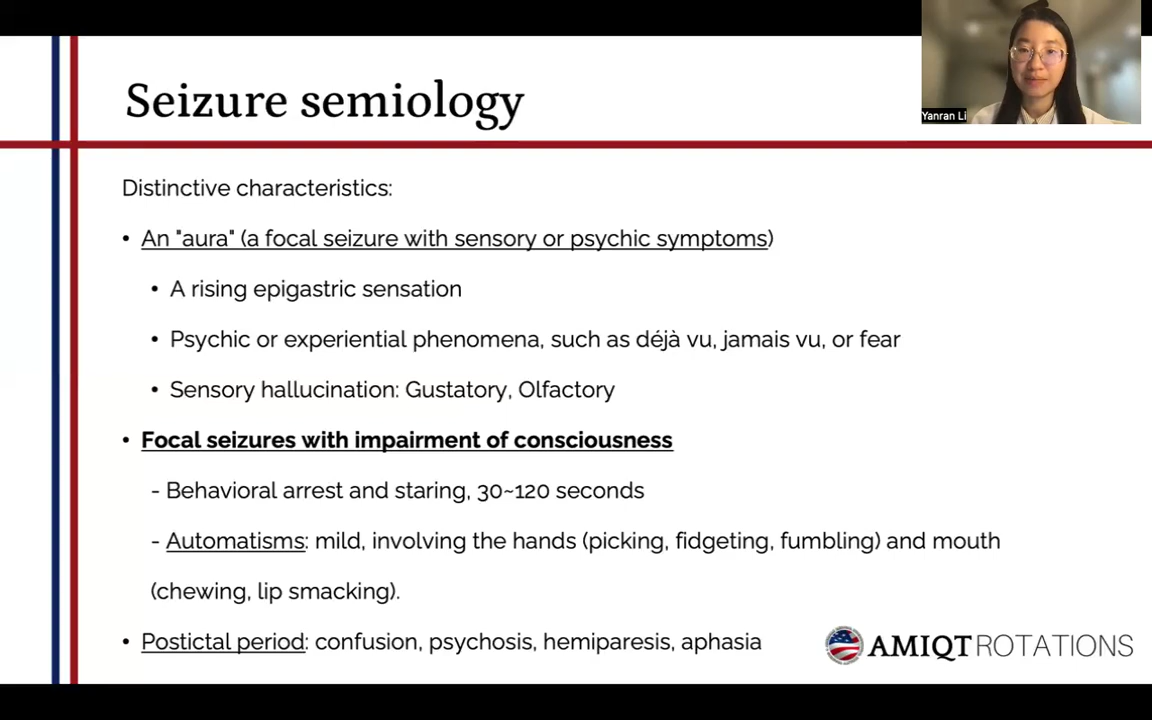 Seizure semiology
Yanran Li
Distinctive characteristics:
• An "aura" (a focal seizure with sensory or psychic symptoms)
• A rising epigastric sensation
• Psychic or experiential phenomena, such as déjà vu, jamais vu, or fear
• Sensory hallucination: Gustatory, Olfactory
• Focal seizures with impairment of consciousness
- Behavioral arrest and staring, 30~120 seconds
- Automatisms: mild, involving the hands (picking, fidgeting, fumbling) and mouth
(chewing, lip smacking).
• Postictal period: confusion, psychosis, hemiparesis, aphasia
AMIQT ROTATIONS